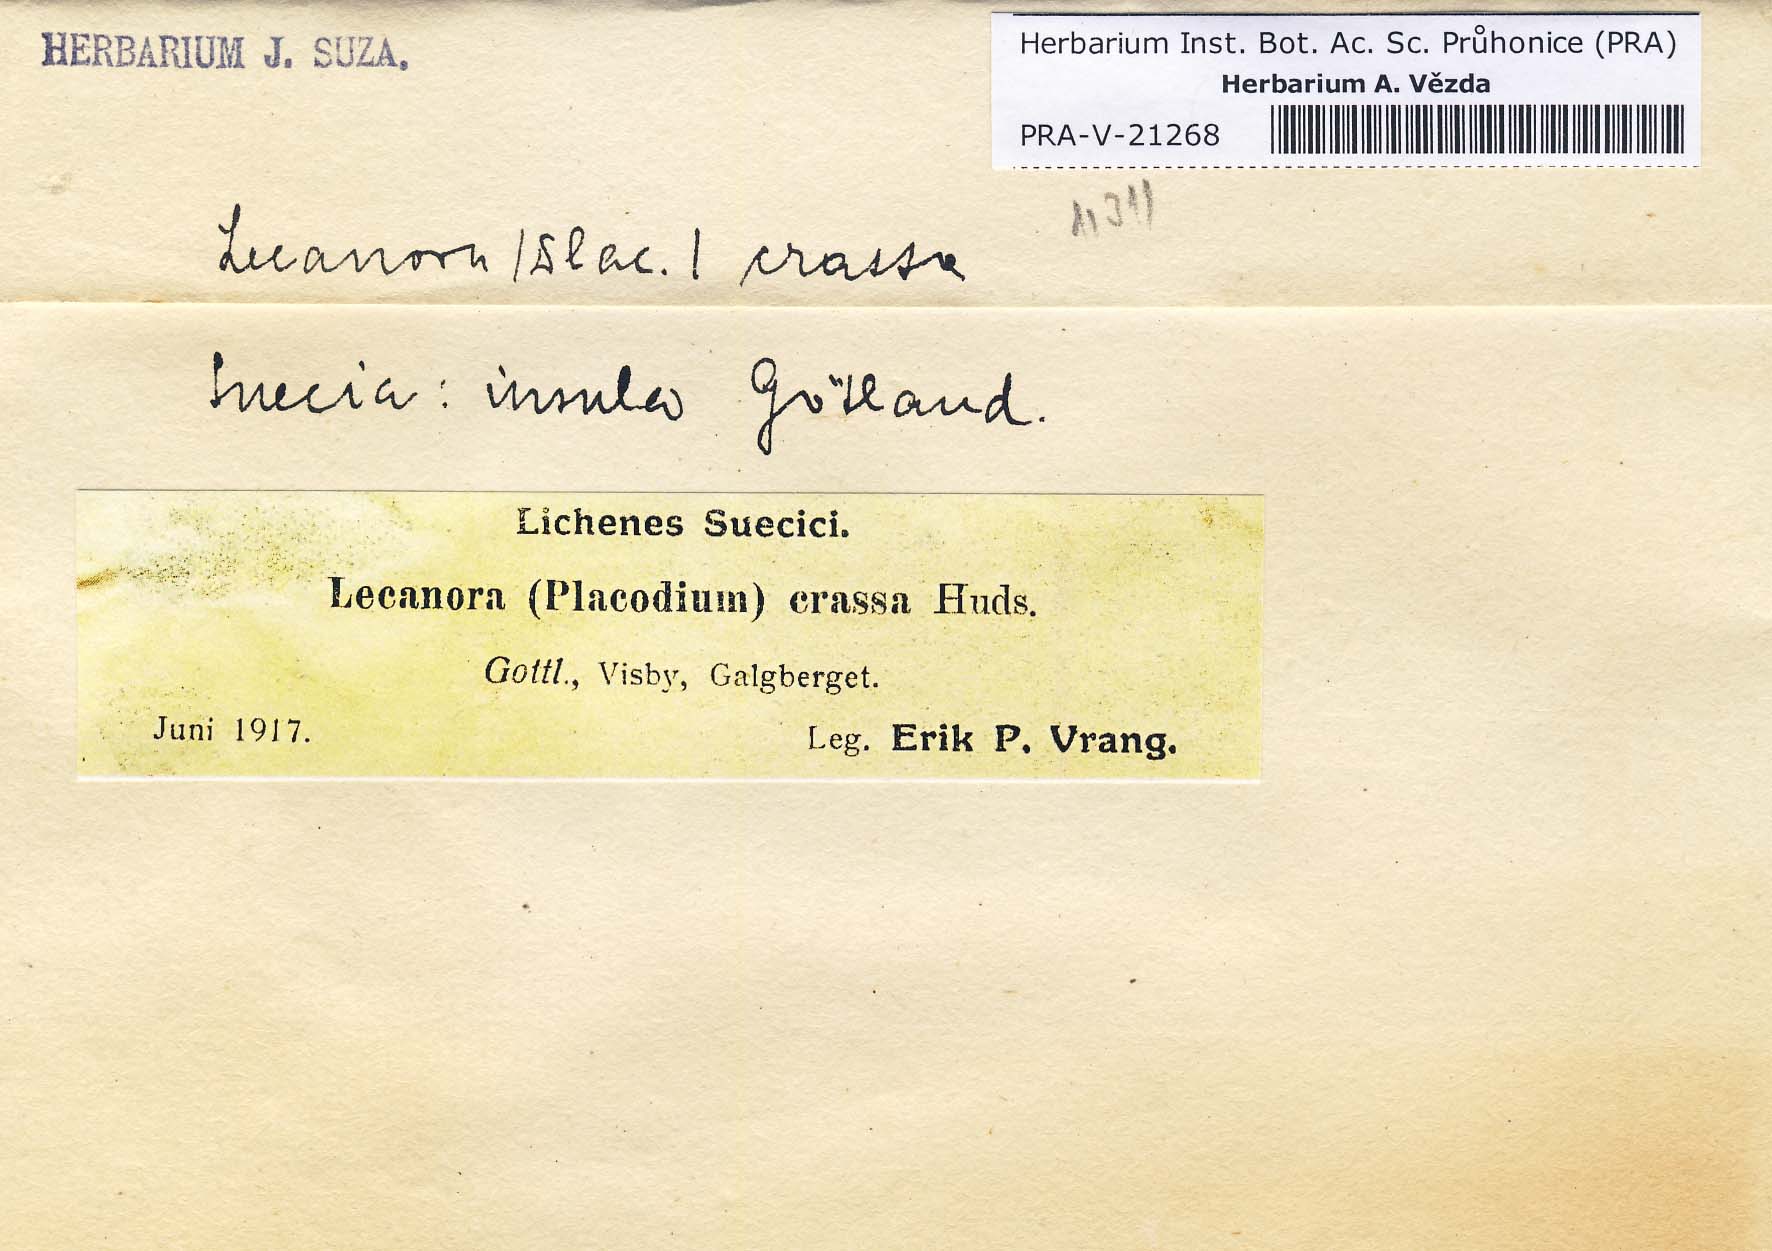 HERBARIUM J. SUZA.
Herbarium Inst. Bot. Ac. Sc. Průhonice (PRA)
Herbarium A. Vězda
PRA-V-21268
Lecanora /Plac./ crassa
Suecia: insula Götland.
Lichenes Suecici.
Lecanora (Placodium) crassa Huds.
Gottl., Visby, Galgberget.
Juni 1917.
Leg. Erik P. Vrang.